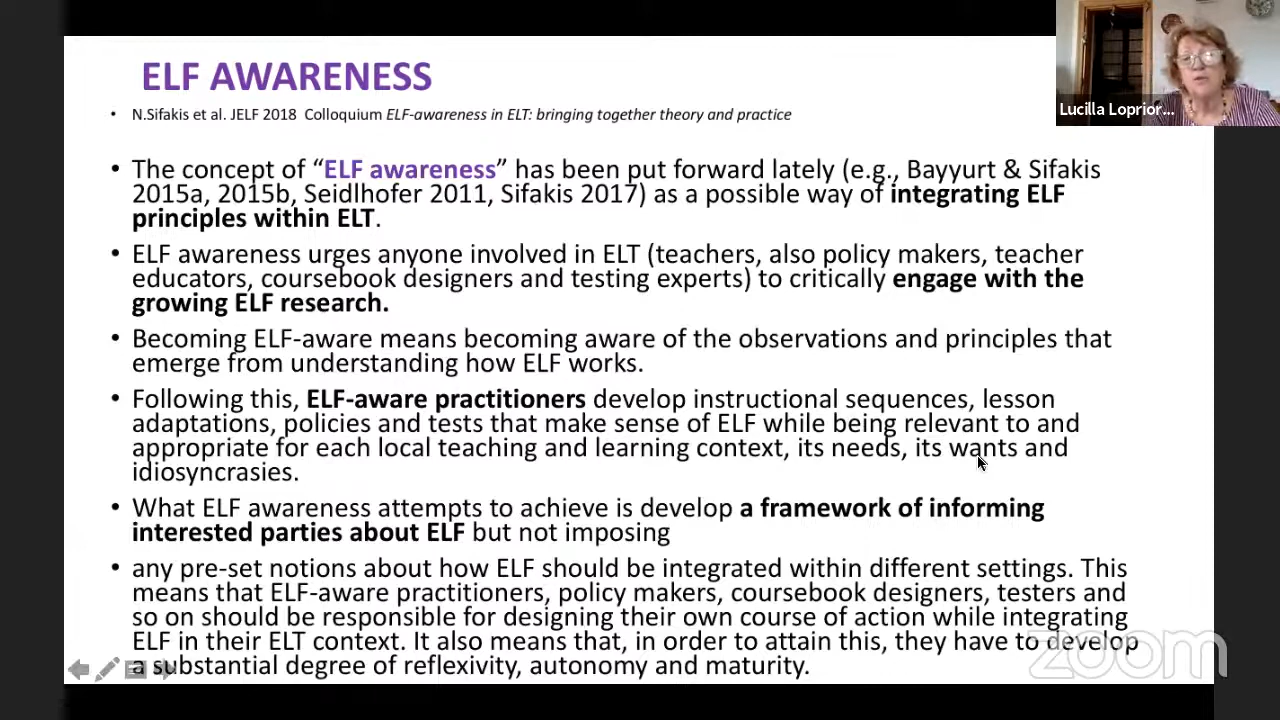 ELF AWARENESS
• N.Sifakis et al. JELF 2018 Colloquium ELF-awareness in ELT: bringing together theory and practice
• The concept of “ELF awareness” has been put forward lately (e.g., Bayyurt & Sifakis
2015a, 2015b, Seidlhofer 2011, Sifakis 2017) as a possible way of integrating ELF
principles within ELT.
• ELF awareness urges anyone involved in ELT (teachers, also policy makers, teacher
educators, coursebook designers and testing experts) to critically engage with the
growing ELF research.
• Becoming ELF-aware means becoming aware of the observations and principles that
emerge from understanding how ELF works.
• Following this, ELF-aware practitioners develop instructional sequences, lesson
adaptations, policies and tests that make sense of ELF while being relevant to and
appropriate for each local teaching and learning context, its needs, its wants and
idiosyncrasies.
• What ELF awareness attempts to achieve is develop a framework of informing
interested parties about ELF but not imposing
• any pre-set notions about how ELF should be integrated within different settings. This
means that ELF-aware practitioners, policy makers, coursebook designers, testers and
so on should be responsible for designing their own course of action while integrating
ELF in their ELT context. It also means that, in order to attain this, they have to develop
a substantial degree of reflexivity, autonomy and maturity.
Lucilla Loprior...
zoom